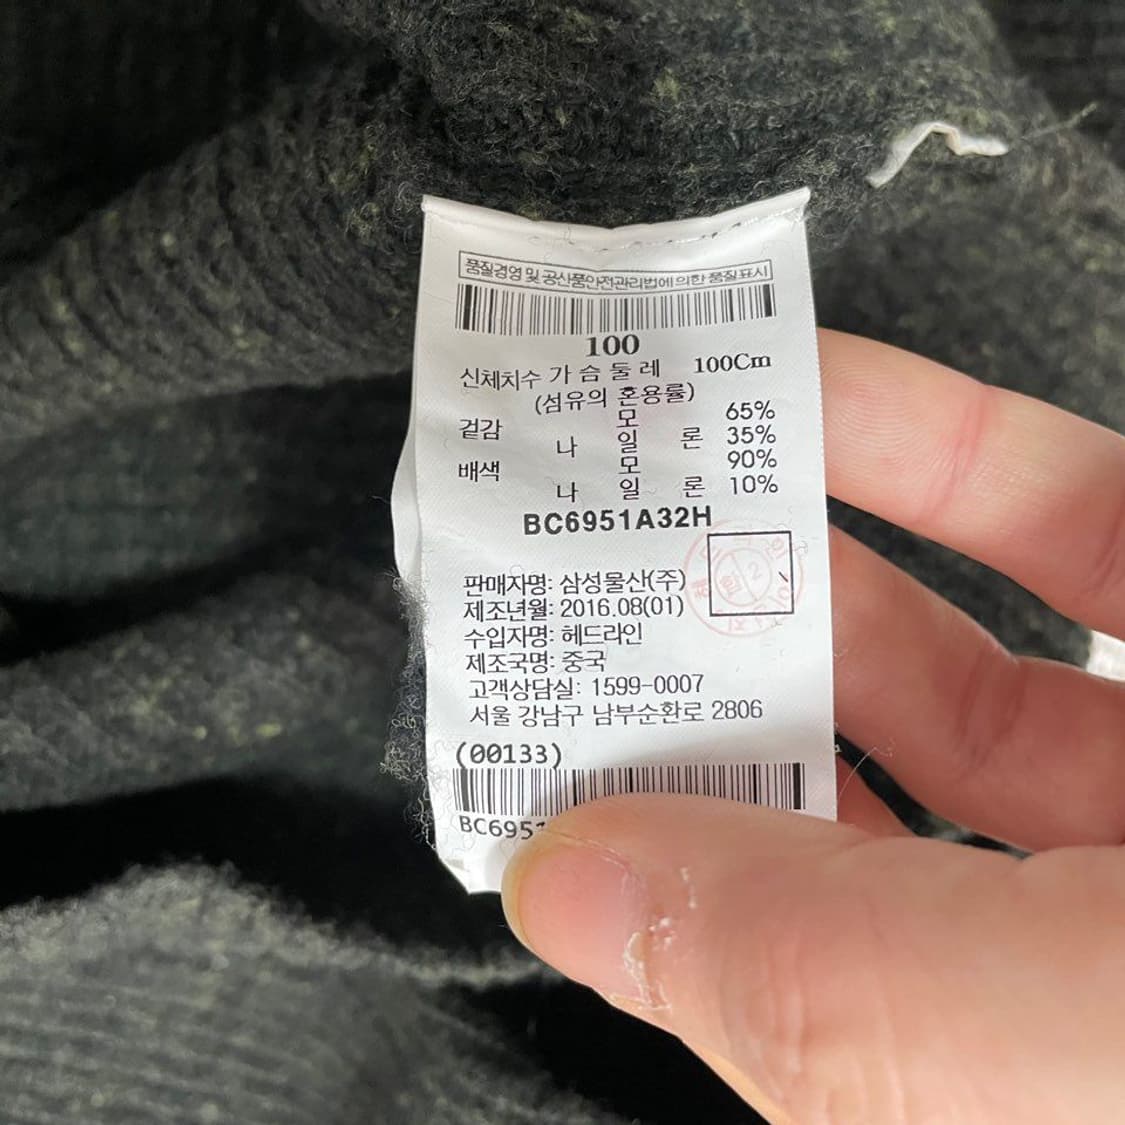 품질경영 및 공산품안전관리법에 의한 품질표시
100
신체치수 가 슴 둘 레 100Cm
(섬유의 혼용률)
겉감 모 65%
나 일 론 35%
배색 모 90%
나 일 론 10%
BC6951A32H
판매자명: 삼성물산(주)
제조년월: 2016.08(01)
수입자명: 헤드라인
제조국명: 중국
고객상담실: 1599-0007
서울 강남구 남부순환로 2806
(00133)
BC6951